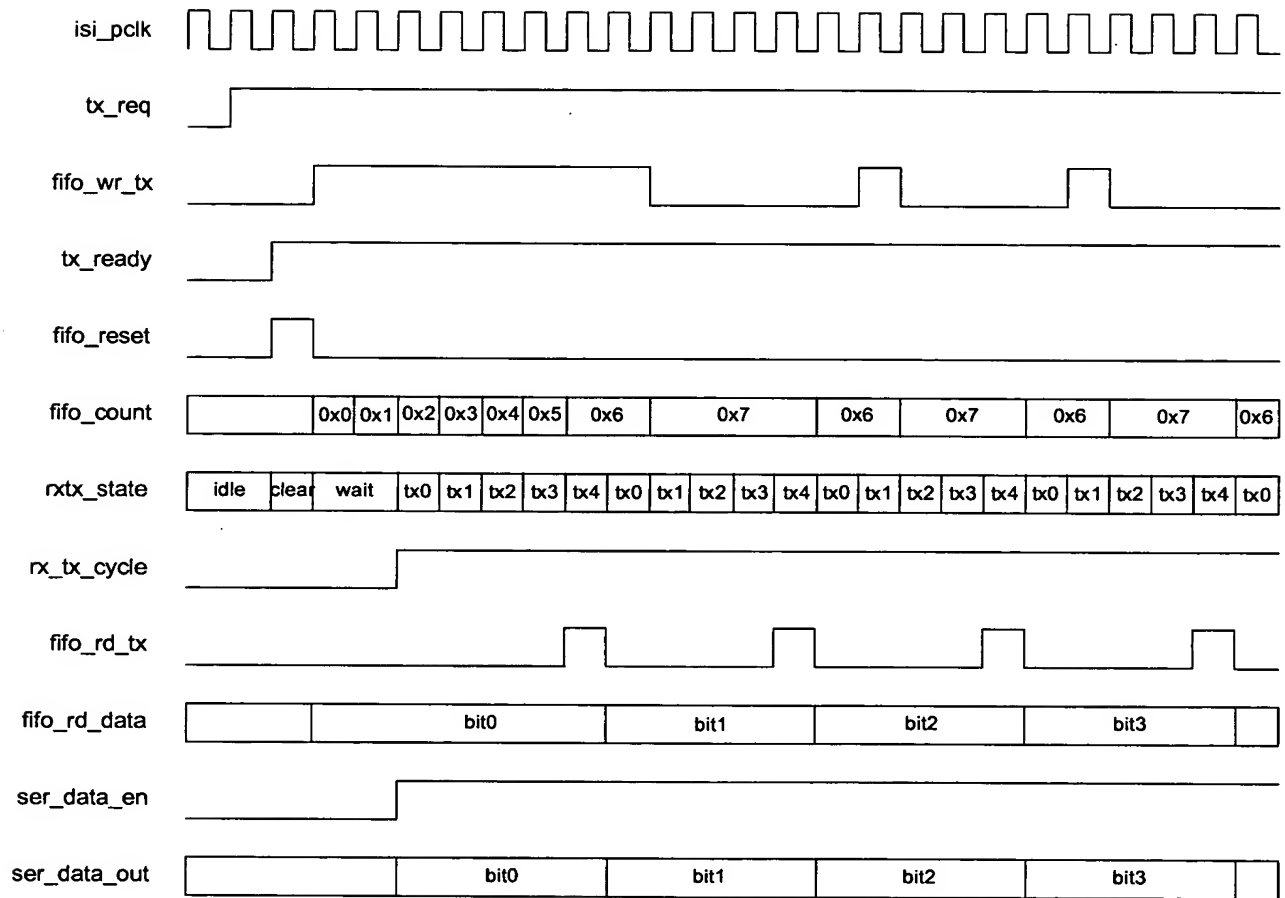 isi_pclk
tx_req
fifo_wr_tx
tx_ready
fifo_reset
fifo_count 0x0 0x1 0x2 0x3 0x4 0x5 0x6 0x7 0x6 0x7 0x6 0x7 0x6
rxtx_state idle clear wait tx0 tx1 tx2 tx3 tx4 tx0 tx1 tx2 tx3 tx4 tx0 tx1 tx2 tx3 tx4 tx0 tx1 tx2 tx3 tx4 tx0
rx_tx_cycle
fifo_rd_tx
fifo_rd_data bit0 bit1 bit2 bit3
ser_data_en
ser_data_out bit0 bit1 bit2 bit3